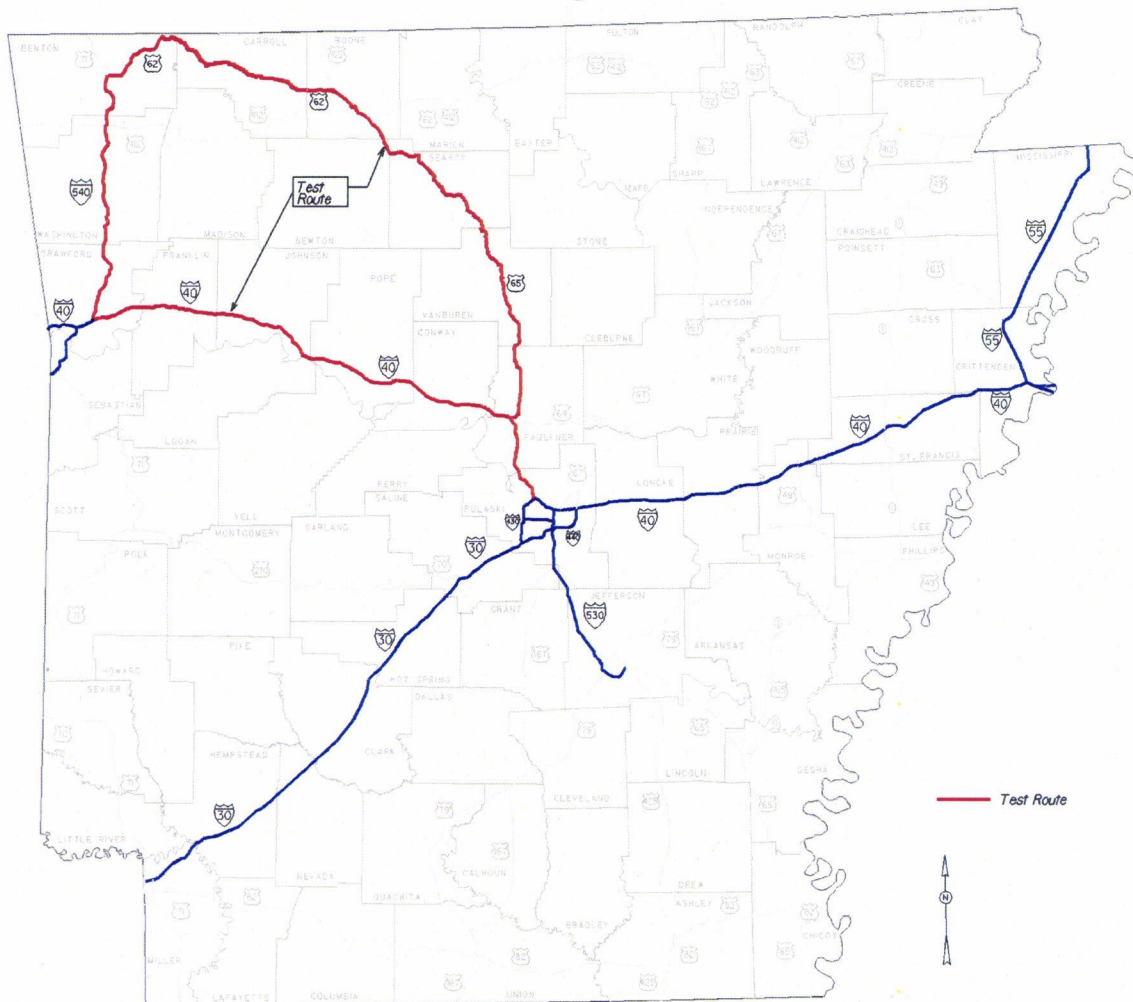 CLAY
RANDOLPH
FULTON
BOONE
CARROLL
BENTON
62
62
GREENE
MARION
SEARCY
BAXTER
IZARD
SHARP
LAWRENCE
MISSISSIPPI
Test
Route
540
INDEPENDENCE
WASHINGTON
MADISON
NEWTON
STONE
CRAIGHEAD
POINSETT
55
CRAWFORD
FRANKLIN
JOHNSON
POPE
65
63
40
40
VANBUREN
CONWAY
JACKSON
CROSS
CLEBURNE
WOODRUFF
55
CRITTENDEN
40
WHITE
40
SEBASTIAN
64
FAULKNER
PRAIRIE
40
LOGAN
ST. FRANCIS
PERRY
SALINE
LONOKE
SCOTT
YELL
PULASKI
430
440
40
LEE
MONTGOMERY
GARLAND
30
POLK
MONROE
PHILLIPS
GRANT
JEFFERSON
530
ARKANSAS
30
PIKE
HOWARD
HOT SPRING
SEVIER
DALLAS
HEMPSTEAD
CLARK
LINCOLN
DESHA
CLEVELAND
30
Test Route
LITTLE RIVER
NEVADA
CALHOUN
OUACHITA
DREW
ASHLEY
N
BRADLEY
CHICOT
MILLER
LAFAYETTE
COLUMBIA
UNION